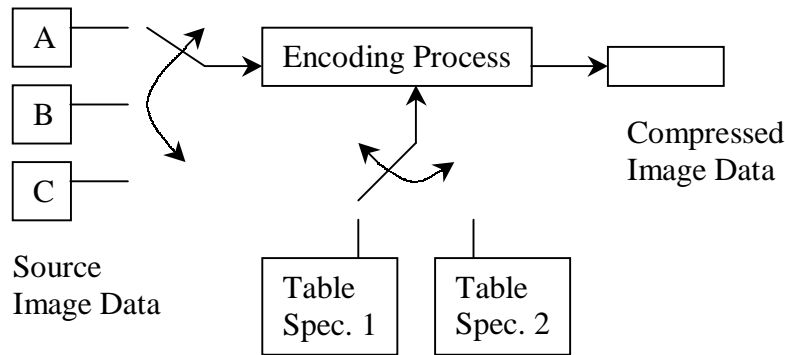 A
Encoding Process
B
C
Compressed
Image Data
Source
Image Data
Table
Spec. 1
Table
Spec. 2